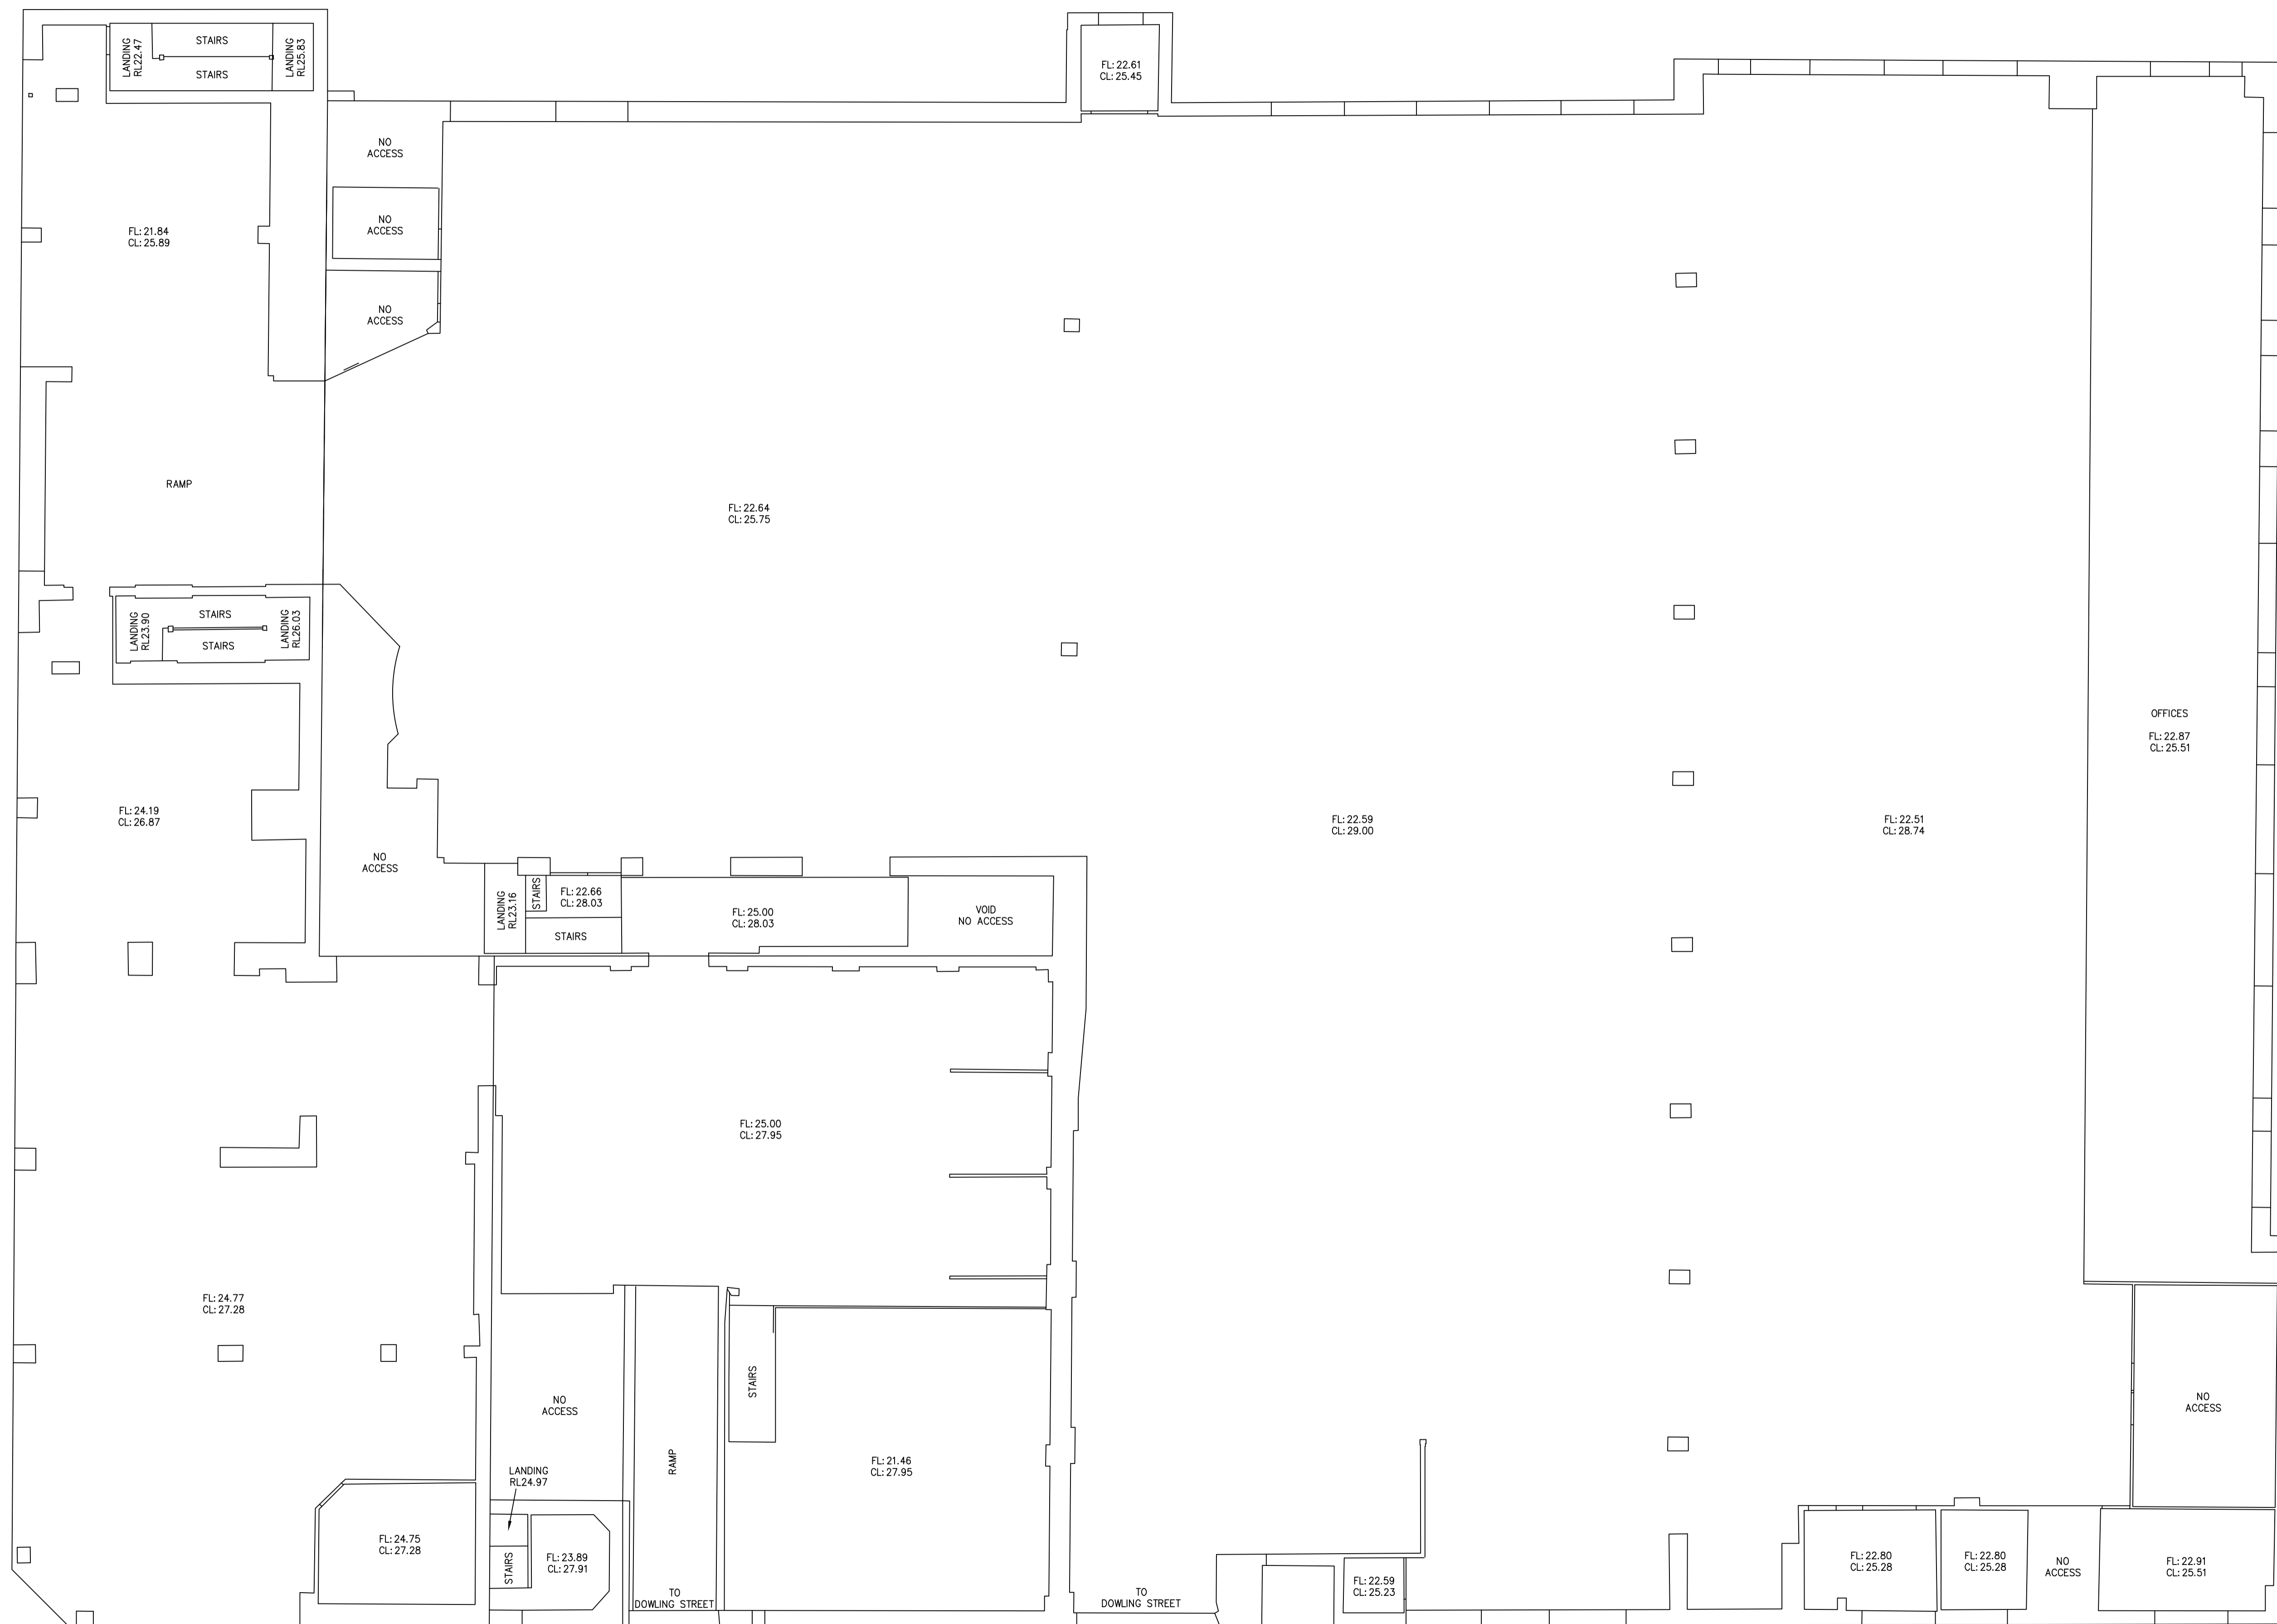 LANDING
RL22.47
STAIRS
STAIRS
LANDING
RL25.83
FL: 22.61
CL: 25.45
NO
ACCESS
NO
ACCESS
FL: 21.84
CL: 25.89
NO
ACCESS
RAMP
FL: 22.64
CL: 25.75
LANDING
RL23.90
STAIRS
STAIRS
LANDING
RL26.03
OFFICES
FL: 22.87
CL: 25.51
FL: 24.19
CL: 26.87
FL: 22.59
CL: 29.00
FL: 22.51
CL: 28.74
NO
ACCESS
LANDING
RL23.16
STAIRS
FL: 22.66
CL: 28.03
STAIRS
FL: 25.00
CL: 28.03
VOID
NO ACCESS
FL: 25.00
CL: 27.95
FL: 24.77
CL: 27.28
STAIRS
NO
ACCESS
NO
ACCESS
RAMP
FL: 21.46
CL: 27.95
LANDING
RL24.97
FL: 24.75
CL: 27.28
STAIRS
FL: 23.89
CL: 27.91
TO
DOWLING STREET
TO
DOWLING STREET
FL: 22.59
CL: 25.23
FL: 22.80
CL: 25.28
FL: 22.80
CL: 25.28
NO
ACCESS
FL: 22.91
CL: 25.51